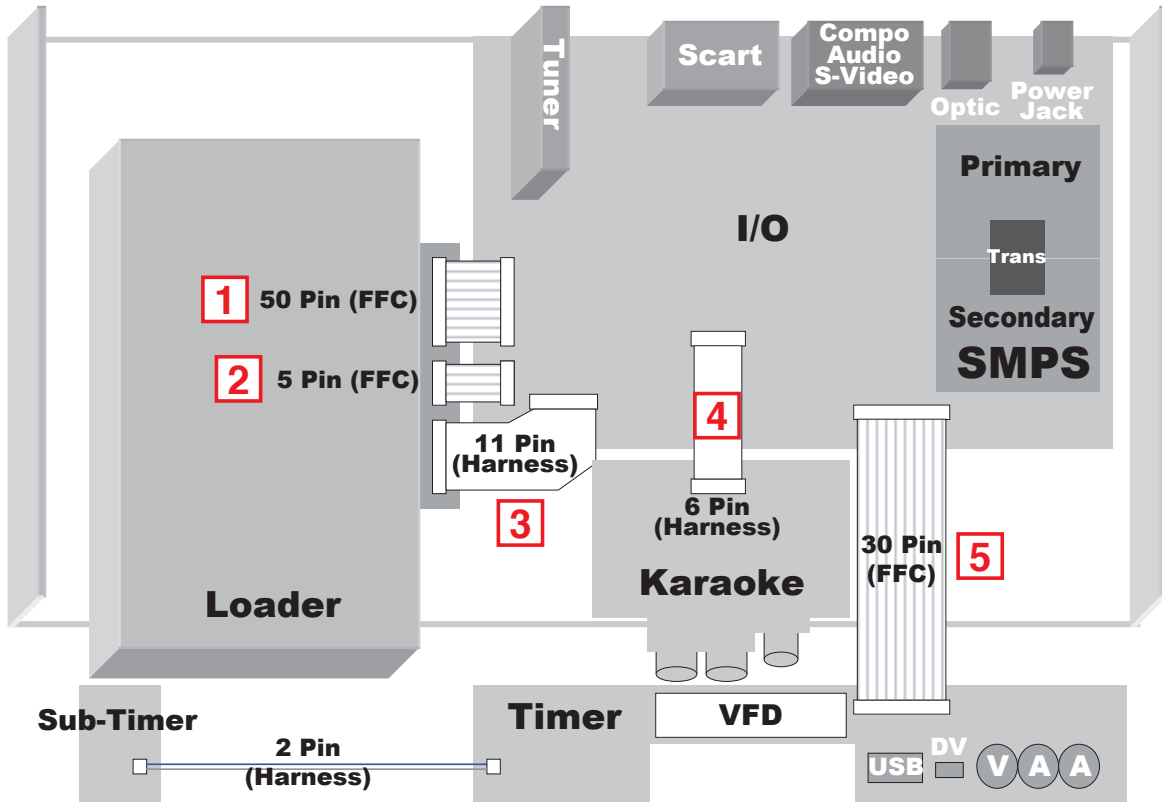 Tuner
Scart
Compo
Audio
S-Video
Optic
Power
Jack
Primary
I/O
Trans
Secondary
SMPS
1 50 Pin (FFC)
2 5 Pin (FFC)
11 Pin
(Harness)
3
4
6 Pin
(Harness)
30 Pin
(FFC)
5
Karaoke
Loader
Sub-Timer
2 Pin
(Harness)
Timer
VFD
USB
DV
V A A